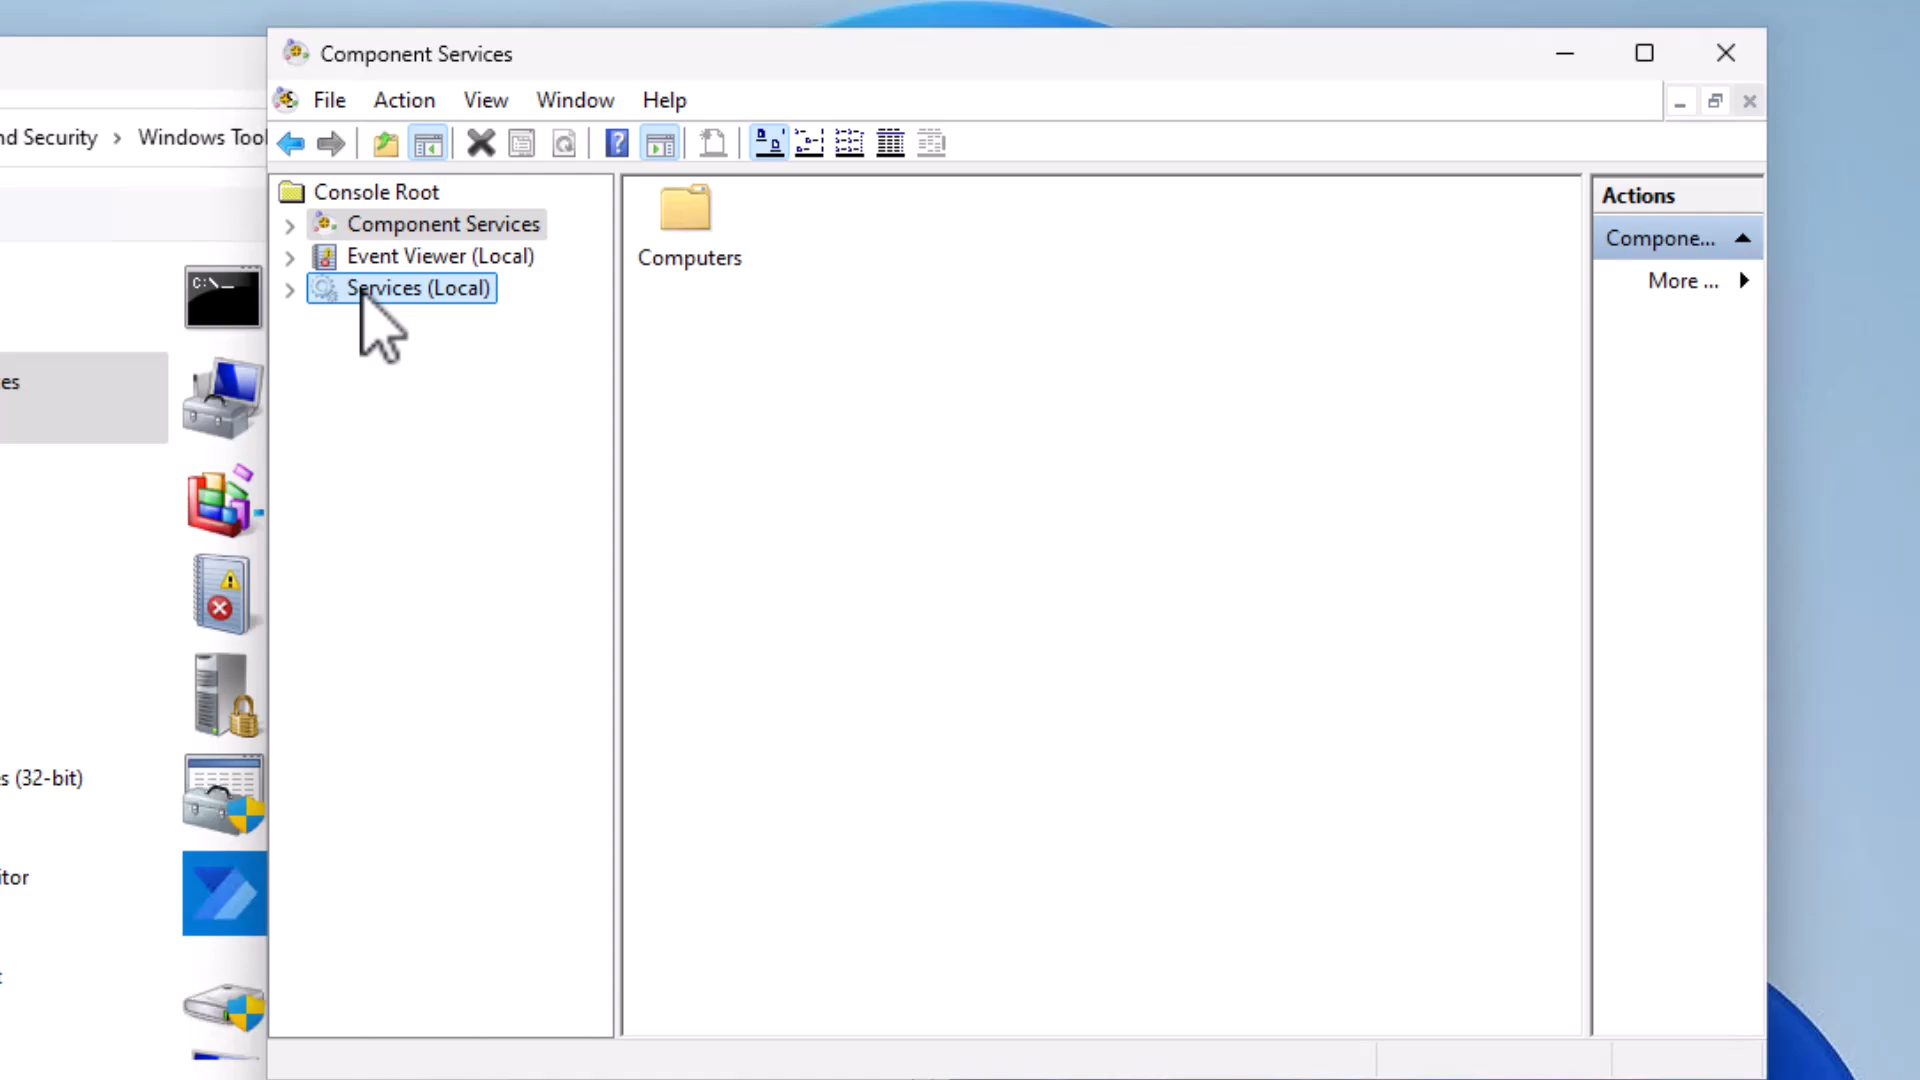 Component Services
File Action View Window Help
nd Security > Windows Tool
Console Root
Component Services
Event Viewer (Local)
Services (Local)
Computers
Actions
Compone...
More ...
C:\_
es
s (32-bit)
itor
t